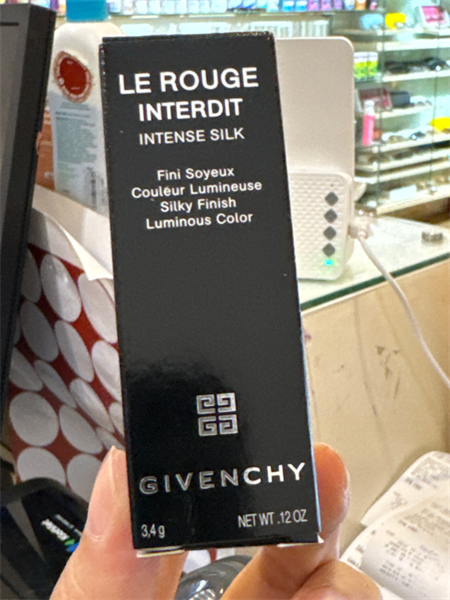 LE ROUGE
INTERDIT
INTENSE SILK
Fini Soyeux
Couleur Lumineuse
Silky Finish
Luminous Color
GIVENCHY
3,4 g
NET WT .12 OZ